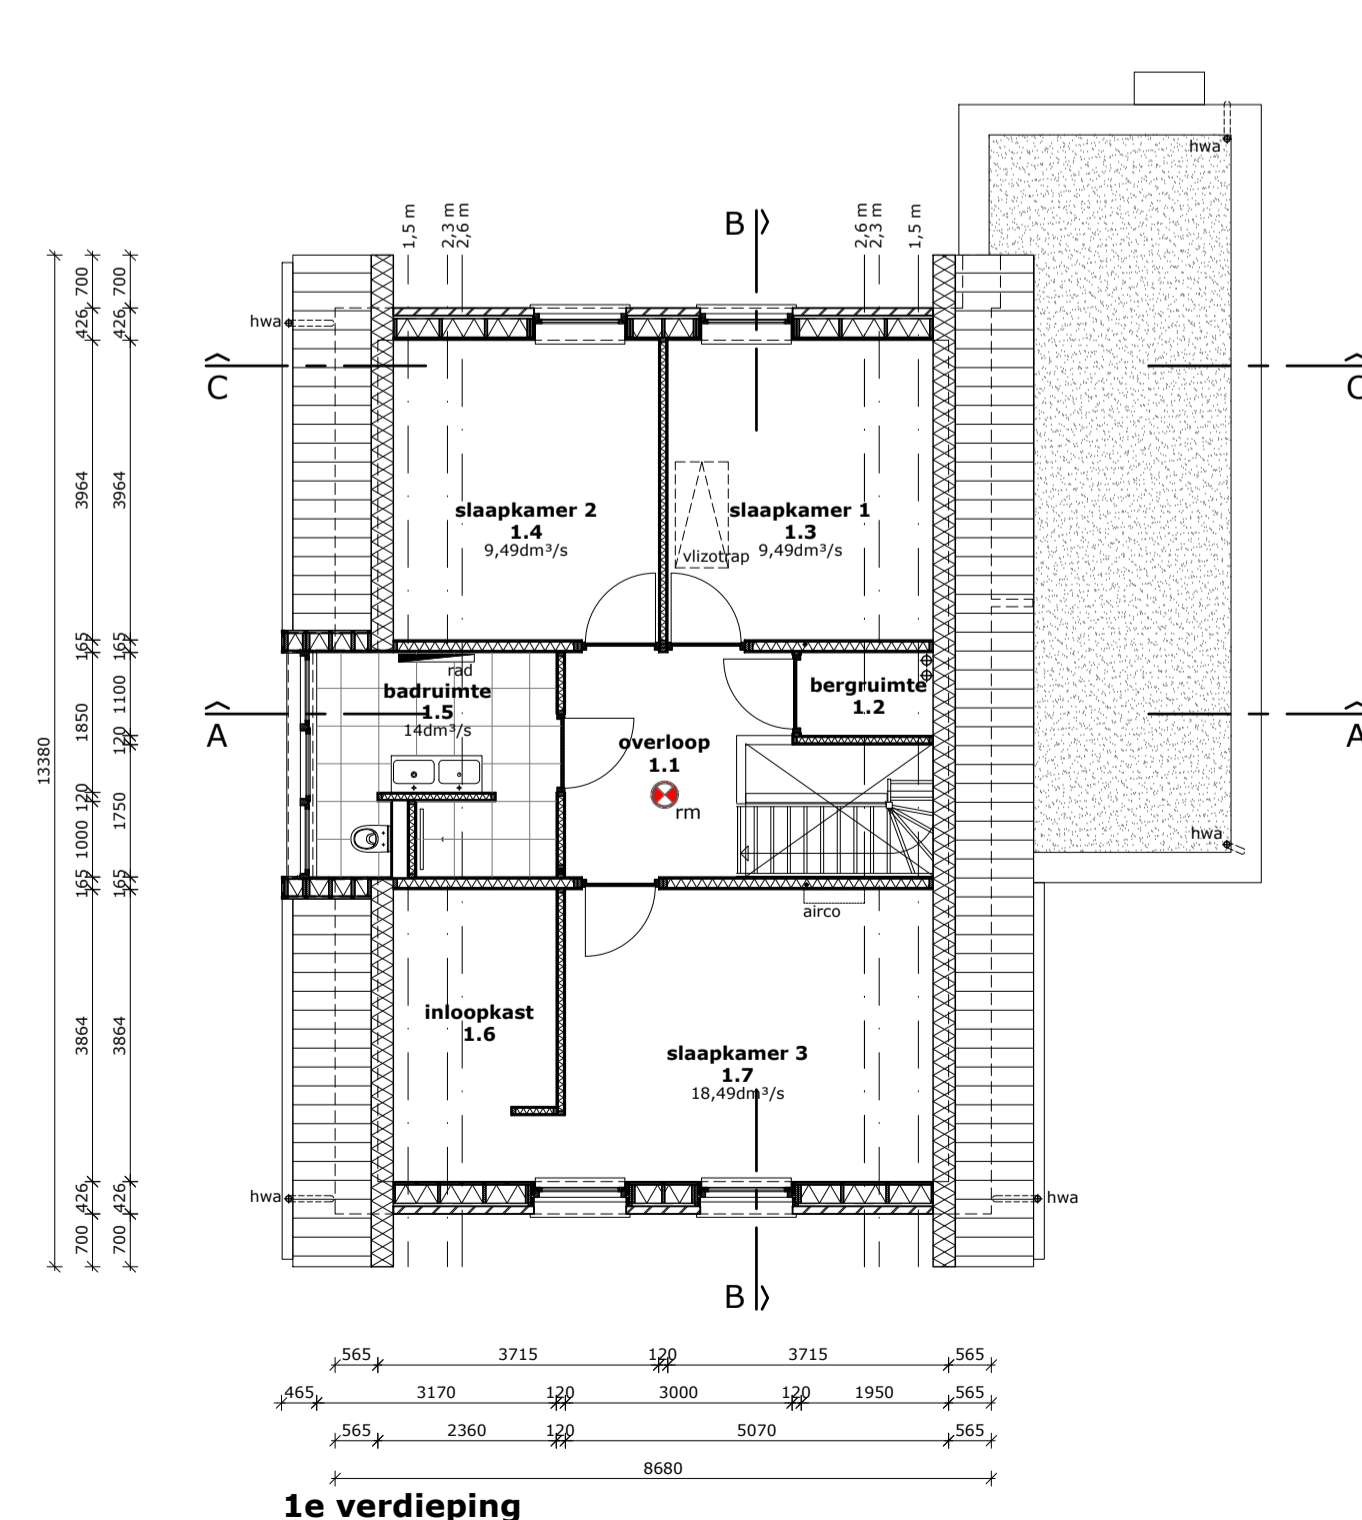 hwa
B
1,5 m
2,3 m
2,6 m
2,6 m
2,3 m
1,5 m
700
700
426
426
hwa
C
C
13380
3964
3964
slaapkamer 2
1.4
9,49dm³/s
slaapkamer 1
1.3
9,49dm³/s
vlizotrap
165
165
rad
badruimte
1.5
14dm³/s
bergruimte
1.2
1850
1100
A
A
overloop
1.1
rm
120
120
1000
1750
hwa
165
165
airco
inloopkast
1.6
slaapkamer 3
1.7
18,49dm³/s
3864
3864
hwa
hwa
426
426
700
700
B
565 3715 120 3715 565
465 3170 120 3000 120 1950 565
565 2360 120 5070 565
8680
1e verdieping